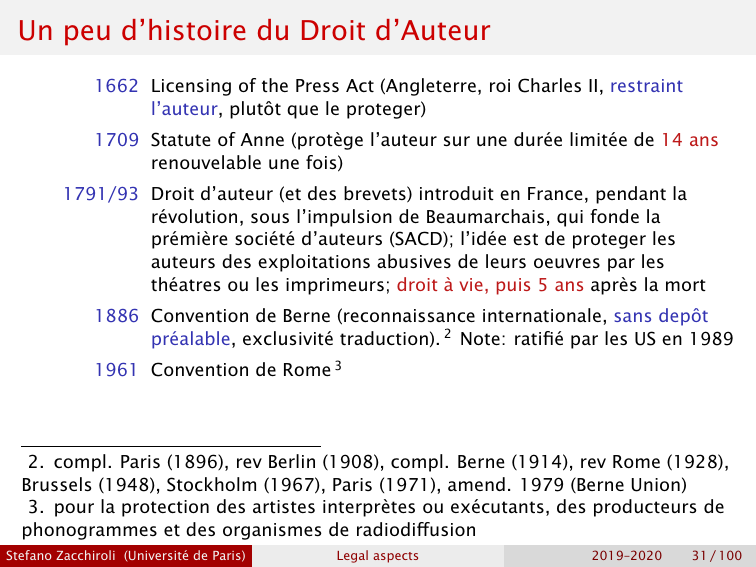 Un peu d’histoire du Droit d’Auteur
1662 Licensing of the Press Act (Angleterre, roi Charles II, restraint
l’auteur, plutôt que le proteger)
1709 Statute of Anne (protège l’auteur sur une durée limitée de 14 ans
renouvelable une fois)
1791/93 Droit d’auteur (et des brevets) introduit en France, pendant la
révolution, sous l’impulsion de Beaumarchais, qui fonde la
prémière société d’auteurs (SACD); l’idée est de proteger les
auteurs des exploitations abusives de leurs oeuvres par les
théatres ou les imprimeurs; droit à vie, puis 5 ans après la mort
1886 Convention de Berne (reconnaissance internationale, sans depôt
préalable, exclusivité traduction). 2 Note: ratifié par les US en 1989
1961 Convention de Rome 3
2. compl. Paris (1896), rev Berlin (1908), compl. Berne (1914), rev Rome (1928),
Brussels (1948), Stockholm (1967), Paris (1971), amend. 1979 (Berne Union)
3. pour la protection des artistes interprètes ou exécutants, des producteurs de
phonogrammes et des organismes de radiodiffusion
Stefano Zacchiroli (Université de Paris) Legal aspects 2019–2020 31 / 100